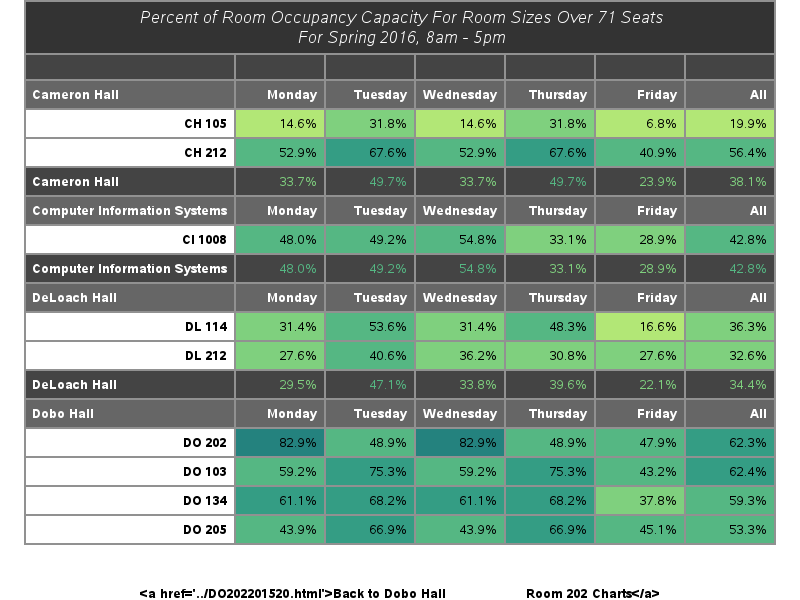 Percent of Room Occupancy Capacity For Room Sizes Over 71 Seats
For Spring 2016, 8am - 5pm
Cameron Hall Monday Tuesday Wednesday Thursday Friday All
CH 105 14.6% 31.8% 14.6% 31.8% 6.8% 19.9%
CH 212 52.9% 67.6% 52.9% 67.6% 40.9% 56.4%
Cameron Hall 33.7% 49.7% 33.7% 49.7% 23.9% 38.1%
Computer Information Systems Monday Tuesday Wednesday Thursday Friday All
CI 1008 48.0% 49.2% 54.8% 33.1% 28.9% 42.8%
Computer Information Systems 48.0% 49.2% 54.8% 33.1% 28.9% 42.8%
DeLoach Hall Monday Tuesday Wednesday Thursday Friday All
DL 114 31.4% 53.6% 31.4% 48.3% 16.6% 36.3%
DL 212 27.6% 40.6% 36.2% 30.8% 27.6% 32.6%
DeLoach Hall 29.5% 47.1% 33.8% 39.6% 22.1% 34.4%
Dobo Hall Monday Tuesday Wednesday Thursday Friday All
DO 202 82.9% 48.9% 82.9% 48.9% 47.9% 62.3%
DO 103 59.2% 75.3% 59.2% 75.3% 43.2% 62.4%
DO 134 61.1% 68.2% 61.1% 68.2% 37.8% 59.3%
DO 205 43.9% 66.9% 43.9% 66.9% 45.1% 53.3%
<a href='../DO202201520.html'>Back to Dobo Hall Room 202 Charts</a>